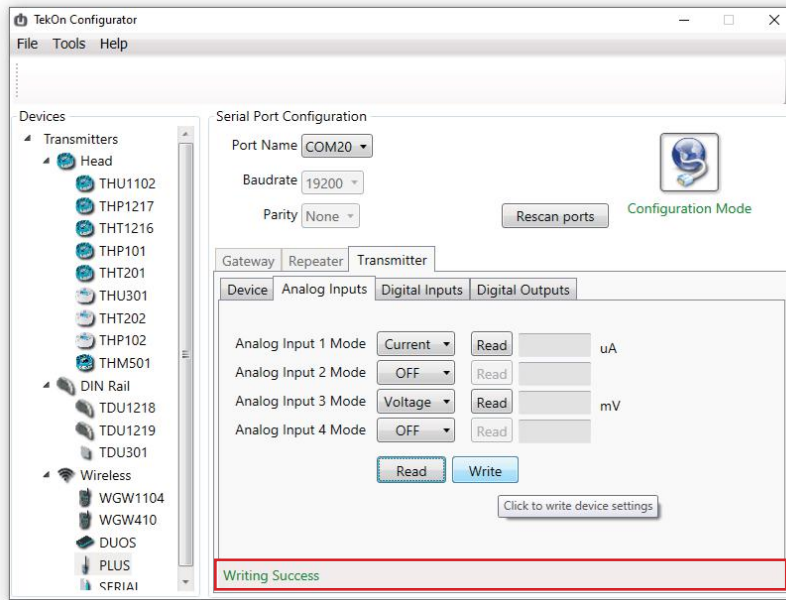 TekOn Configurator
File Tools Help
Devices
Transmitters
Head
THU1102
THP1217
THT1216
THP101
THT201
THU301
THT202
THP102
THM501
DIN Rail
TDU1218
TDU1219
TDU301
Wireless
WGW1104
WGW410
DUOS
PLUS
SERIAL
Serial Port Configuration
Port Name COM20
Baudrate 19200
Parity None
Rescan ports
Configuration Mode
Gateway Repeater Transmitter
Device Analog Inputs Digital Inputs Digital Outputs
Analog Input 1 Mode Current Read uA
Analog Input 2 Mode OFF Read
Analog Input 3 Mode Voltage Read mV
Analog Input 4 Mode OFF Read
Read Write
Click to write device settings
Writing Success